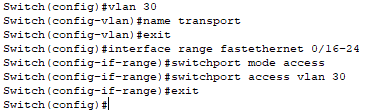 Switch(config)#vlan 30
Switch(config-vlan)#name transport
Switch(config-vlan)#exit
Switch(config)#interface range fastethernet 0/16-24
Switch(config-if-range)#switchport mode access
Switch(config-if-range)#switchport access vlan 30
Switch(config-if-range)#exit
Switch(config)#